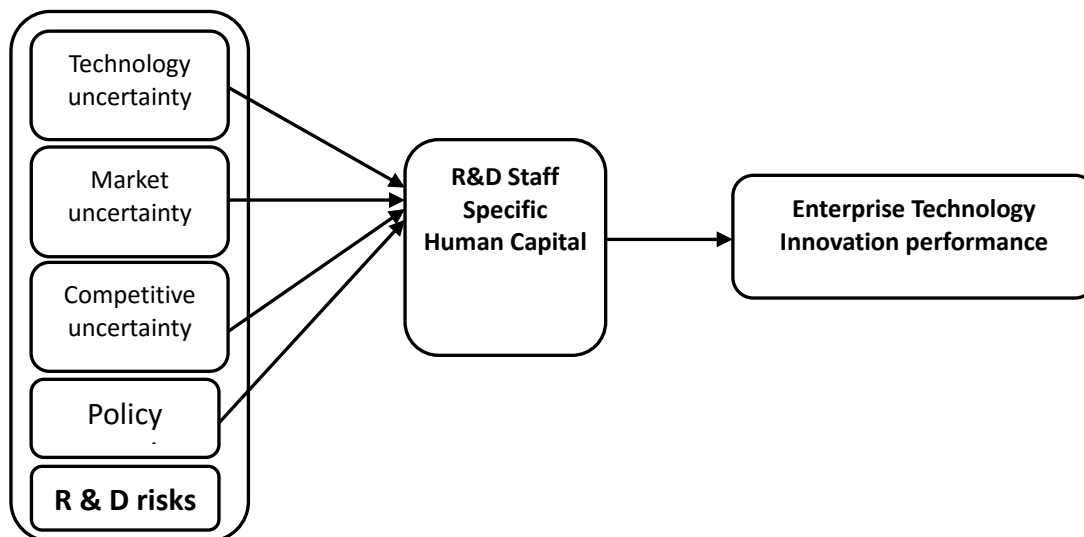 Technology
uncertainty
Market
uncertainty
Competitive
uncertainty
Policy
R & D risks
R&D Staff
Specific
Human Capital
Enterprise Technology
Innovation performance